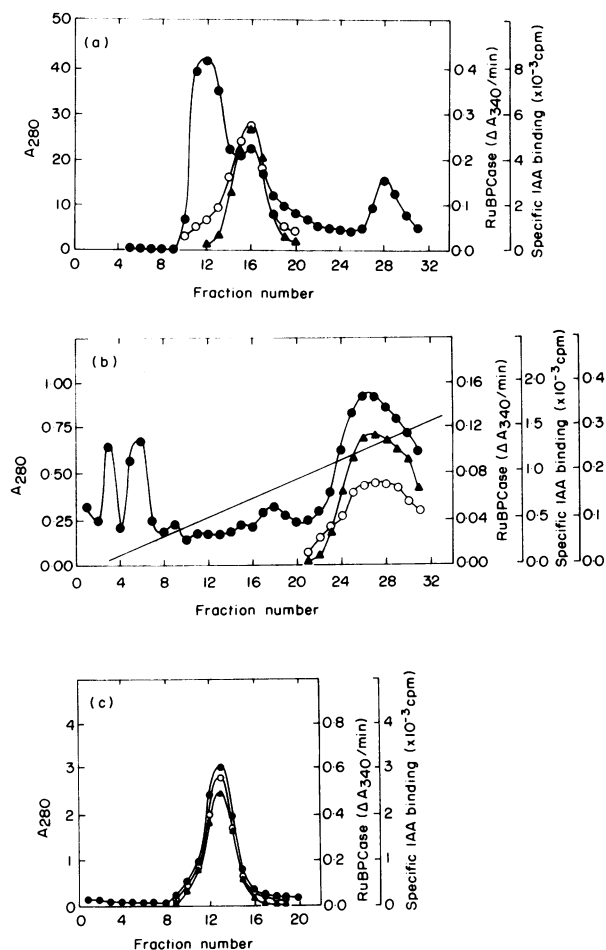 (a)
50
40
30
20
10
0
A280
0 4 8 12 16 20 24 28 32
Fraction number
0·4
0·3
0·2
0·1
0·0
RuBPCase (Δ A340/min)
8
6
4
2
0
Specific IAA binding (x10-3cpm)
(b)
1·00
0·75
0·50
0·25
0·00
A280
0 4 8 12 16 20 24 28 32
Fraction number
0·16
0·12
0·08
0·04
0·00
RuBPCase (Δ A340/min)
2·0
1·5
1·0
0·5
0·0
Specific IAA binding (x10-3cpm)
0·4
0·3
0·2
0·1
0·0
(c)
4
3
2
1
0
A280
0 4 8 12 16 20
Fraction number
0·8
0·6
0·4
0·2
0·0
RuBPCase (Δ A340/min)
4
3
2
1
0
Specific IAA binding (x10-3cpm)